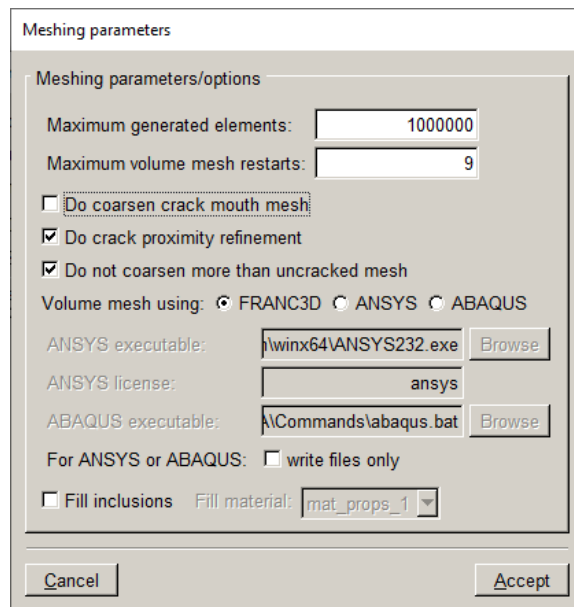 Meshing parameters
Meshing parameters/options
Maximum generated elements: 1000000
Maximum volume mesh restarts: 9
Do coarsen crack mouth mesh
Do crack proximity refinement
Do not coarsen more than uncracked mesh
Volume mesh using: FRANC3D ANSYS ABAQUS
ANSYS executable: \winx64\ANSYS232.exe Browse
ANSYS license: ansys
ABAQUS executable: \Commands\abaqus.bat Browse
For ANSYS or ABAQUS: write files only
Fill inclusions Fill material: mat_props_1
Cancel Accept